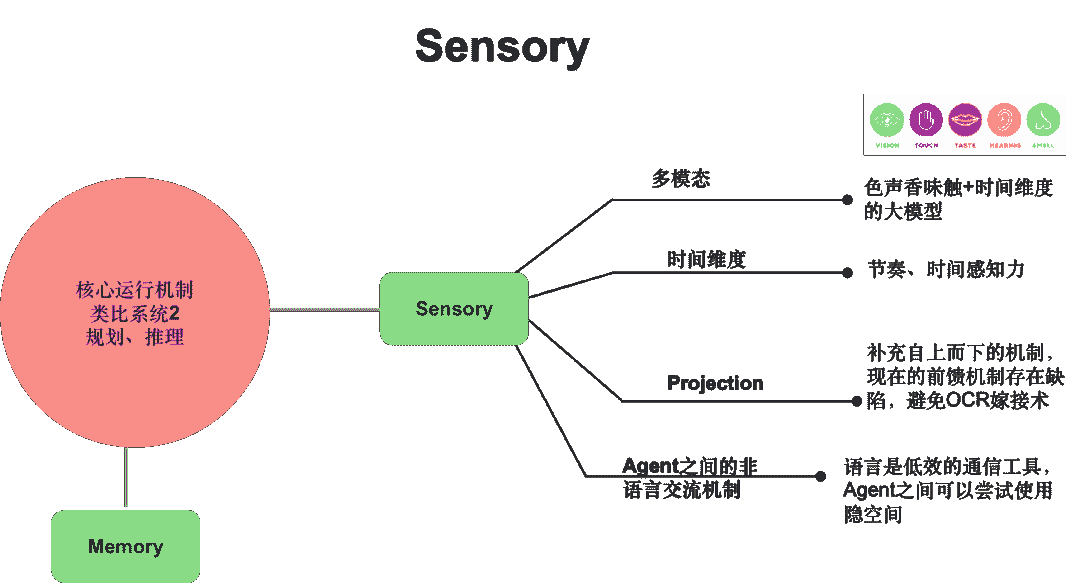 Sensory
VISION TOUCH TASTE HEARING SMELL
多模态
色声香味触+时间维度
的大模型
时间维度
节奏、时间感知力
核心运行机制
类比系统2
规划、推理
Sensory
Projection
补充自上而下的机制，
现在的前馈机制存在缺
陷，避免OCR嫁接术
Agent之间的非
语言交流机制
语言是低效的通信工具，
Agent之间可以尝试使用
隐空间
Memory